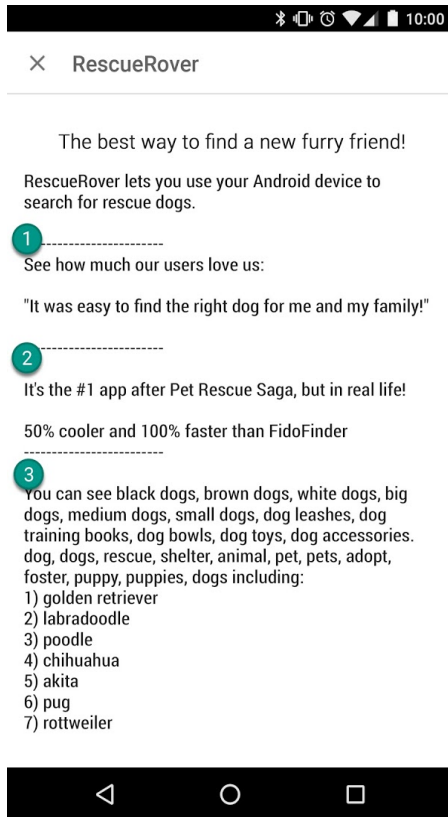 10:00
RescueRover
The best way to find a new furry friend!
RescueRover lets you use your Android device to
search for rescue dogs.
1
----------------------
See how much our users love us:
"It was easy to find the right dog for me and my family!"
----------------------
2
It's the #1 app after Pet Rescue Saga, but in real life!
50% cooler and 100% faster than FidoFinder
-------------------------
3
You can see black dogs, brown dogs, white dogs, big
dogs, medium dogs, small dogs, dog leashes, dog
training books, dog bowls, dog toys, dog accessories.
dog, dogs, rescue, shelter, animal, pet, pets, adopt,
foster, puppy, puppies, dogs including:
1) golden retriever
2) labradoodle
3) poodle
4) chihuahua
5) akita
6) pug
7) rottweiler